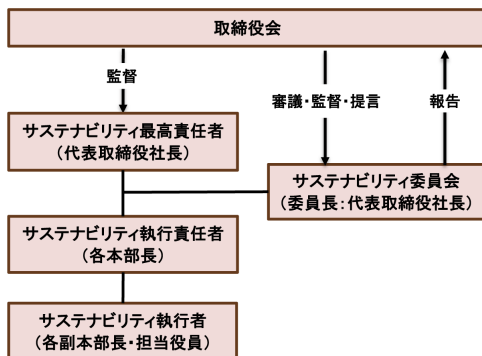 取締役会
監督
審議・監督・提言
報告
サステナビリティ最高責任者
（代表取締役社長）
サステナビリティ委員会
（委員長：代表取締役社長）
サステナビリティ執行責任者
（各本部長）
サステナビリティ執行者
（各副本部長・担当役員）